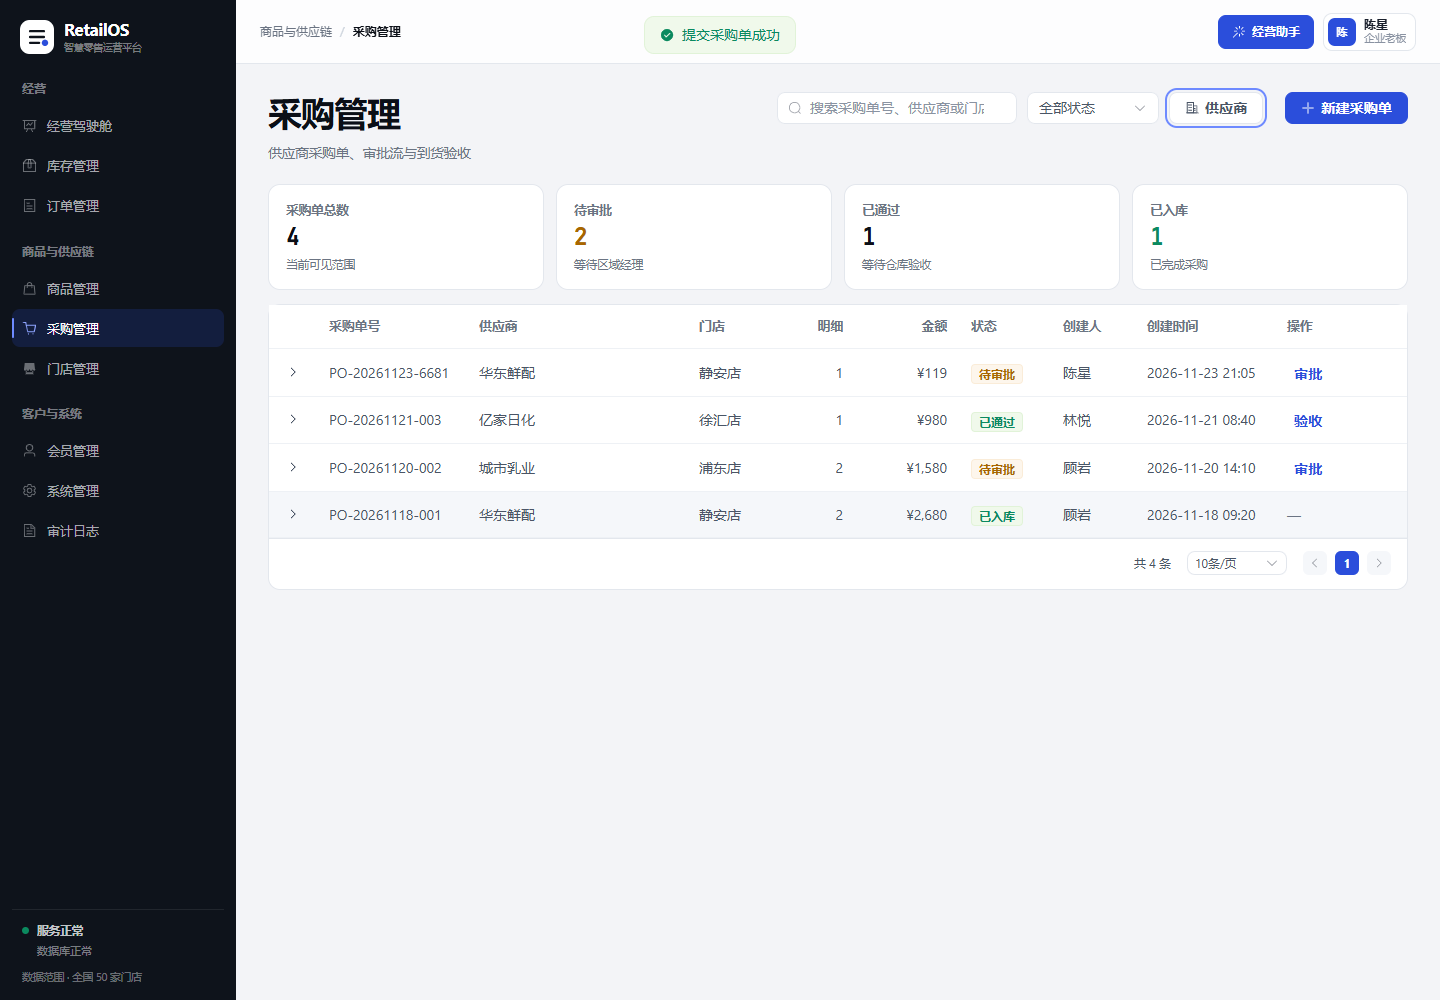 RetailOS
智慧零售运营平台
经营
经营驾驶舱
库存管理
订单管理
商品与供应链
商品管理
采购管理
门店管理
客户与系统
会员管理
系统管理
审计日志
服务正常
数据库正常
数据范围 · 全国 50 家门店
商品与供应链 / 采购管理
提交采购单成功
经营助手
陈
陈星
企业老板
采购管理
供应商采购单、审批流与到货验收
搜索采购单号、供应商或门店
全部状态
供应商
新建采购单
采购单总数
4
当前可见范围
待审批
2
等待区域经理
已通过
1
等待仓库验收
已入库
1
已完成采购
采购单号 供应商 门店 明细 金额 状态 创建人 创建时间 操作
PO-20261123-6681 华东鲜配 静安店 1 ¥119 待审批 陈星 2026-11-23 21:05 审批
PO-20261121-003 亿家日化 徐汇店 1 ¥980 已通过 林悦 2026-11-21 08:40 验收
PO-20261120-002 城市乳业 浦东店 2 ¥1,580 待审批 顾岩 2026-11-20 14:10 审批
PO-20261118-001 华东鲜配 静安店 2 ¥2,680 已入库 顾岩 2026-11-18 09:20 —
共 4 条 10条/页 1